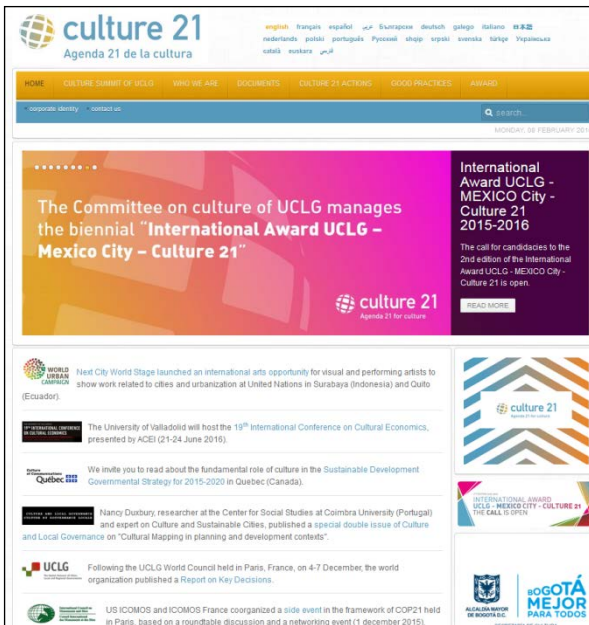 culture 21
Agenda 21 de la cultura
english français español عربي Български deutsch galego italiano 日本語
nederlands polski português Русский shqip srpski svenska türkçe Українська
català euskara فارسی
HOME CULTURE SUMMIT OF UCLG WHO WE ARE DOCUMENTS CULTURE 21 ACTIONS GOOD PRACTICES AWARD
corporate identity contact us
search...
MONDAY, 08 FEBRUARY
The Committee on culture of UCLG manages
the biennial "International Award UCLG –
Mexico City – Culture 21"
culture 21
Agenda 21 for culture
International
Award UCLG -
MEXICO City -
Culture 21
2015-2016
The call for candidacies to the
2nd edition of the International
Award UCLG - MEXICO City -
Culture 21 is open.
READ MORE
WORLD
URBAN
CAMPAIGN
Next City World Stage launched an international arts opportunity for visual and performing artists to
show work related to cities and urbanization at United Nations in Surabaya (Indonesia) and Quito
(Ecuador).
The University of Valladolid will host the 19th International Conference on Cultural Economics,
presented by ACEI (21-24 June 2016).
Québec
We invite you to read about the fundamental role of culture in the Sustainable Development
Governmental Strategy for 2015-2020 in Quebec (Canada).
Nancy Duxbury, researcher at the Center for Social Studies at Coimbra University (Portugal)
and expert on Culture and Sustainable Cities, published a special double issue of Culture
and Local Governance on "Cultural Mapping in planning and development contexts".
UCLG
Following the UCLG World Council held in Paris, France, on 4-7 December, the world
organization published a Report on Key Decisions.
US ICOMOS and ICOMOS France coorganized a side event in the framework of COP21 held
in Paris, based on a roundtable discussion and a networking event (1 december 2015).
culture 21
INTERNATIONAL AWARD
UCLG - MEXICO CITY - CULTURE 21
THE CALL IS OPEN
ALCALDÍA MAYOR
DE BOGOTÁ D.C.
BOGOTÁ
MEJOR
PARA TODOS